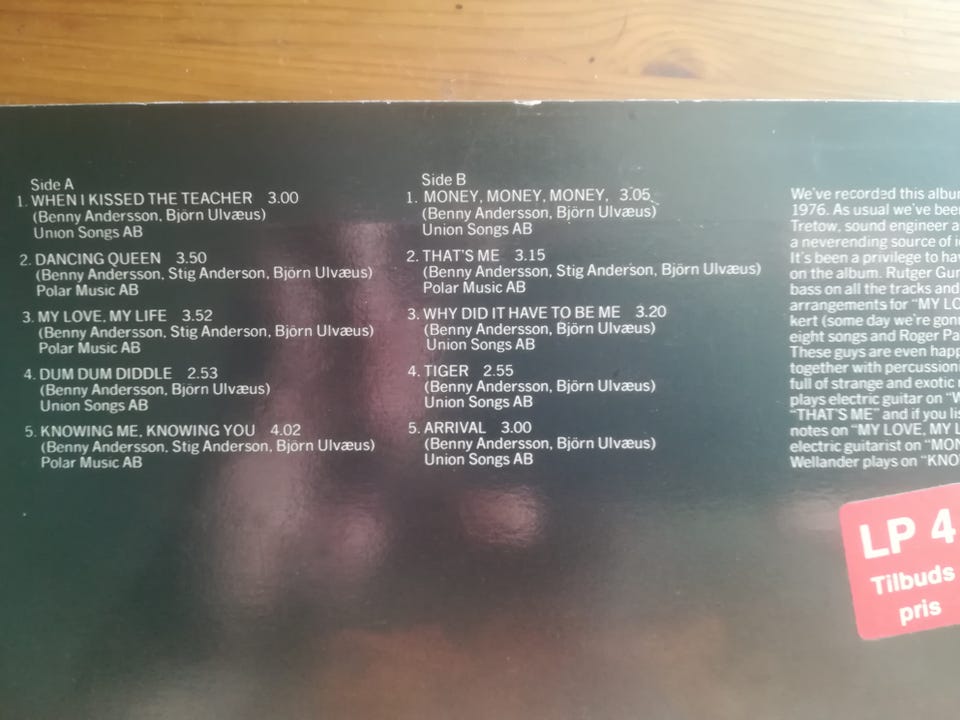 Side A
1. WHEN I KISSED THE TEACHER 3.00
(Benny Andersson, Björn Ulvæus)
Union Songs AB
2. DANCING QUEEN 3.50
(Benny Andersson, Stig Anderson, Björn Ulvæus)
Polar Music AB
3. MY LOVE, MY LIFE 3.52
(Benny Andersson, Stig Anderson, Björn Ulvæus)
Polar Music AB
4. DUM DUM DIDDLE 2.53
(Benny Andersson, Björn Ulvæus)
Union Songs AB
5. KNOWING ME, KNOWING YOU 4.02
(Benny Andersson, Stig Anderson, Björn Ulvæus)
Polar Music AB
Side B
1. MONEY, MONEY, MONEY, 3.05
(Benny Andersson, Björn Ulvæus)
Union Songs AB
2. THAT'S ME 3.15
(Benny Andersson, Stig Anderson, Björn Ulvæus)
Polar Music AB
3. WHY DID IT HAVE TO BE ME 3.20
(Benny Andersson, Björn Ulvæus)
Union Songs AB
4. TIGER 2.55
(Benny Andersson, Björn Ulvæus)
Union Songs AB
5. ARRIVAL 3.00
(Benny Andersson, Björn Ulvæus)
Union Songs AB
We've recorded this
1976. As usual we've
Tretow, sound engineer
a neverending source of
It's been a privilege to
on the album. Rutger
bass on all the tracks and
arrangements for "MY
kert (some day we're
eight songs and Roger
These guys are even
together with
full of strange and exotic
plays electric guitar on
"THAT'S ME" and if you
notes on "MY LOVE, MY
electric guitarist on
Wellander plays on
LP 4
Tilbuds
pris